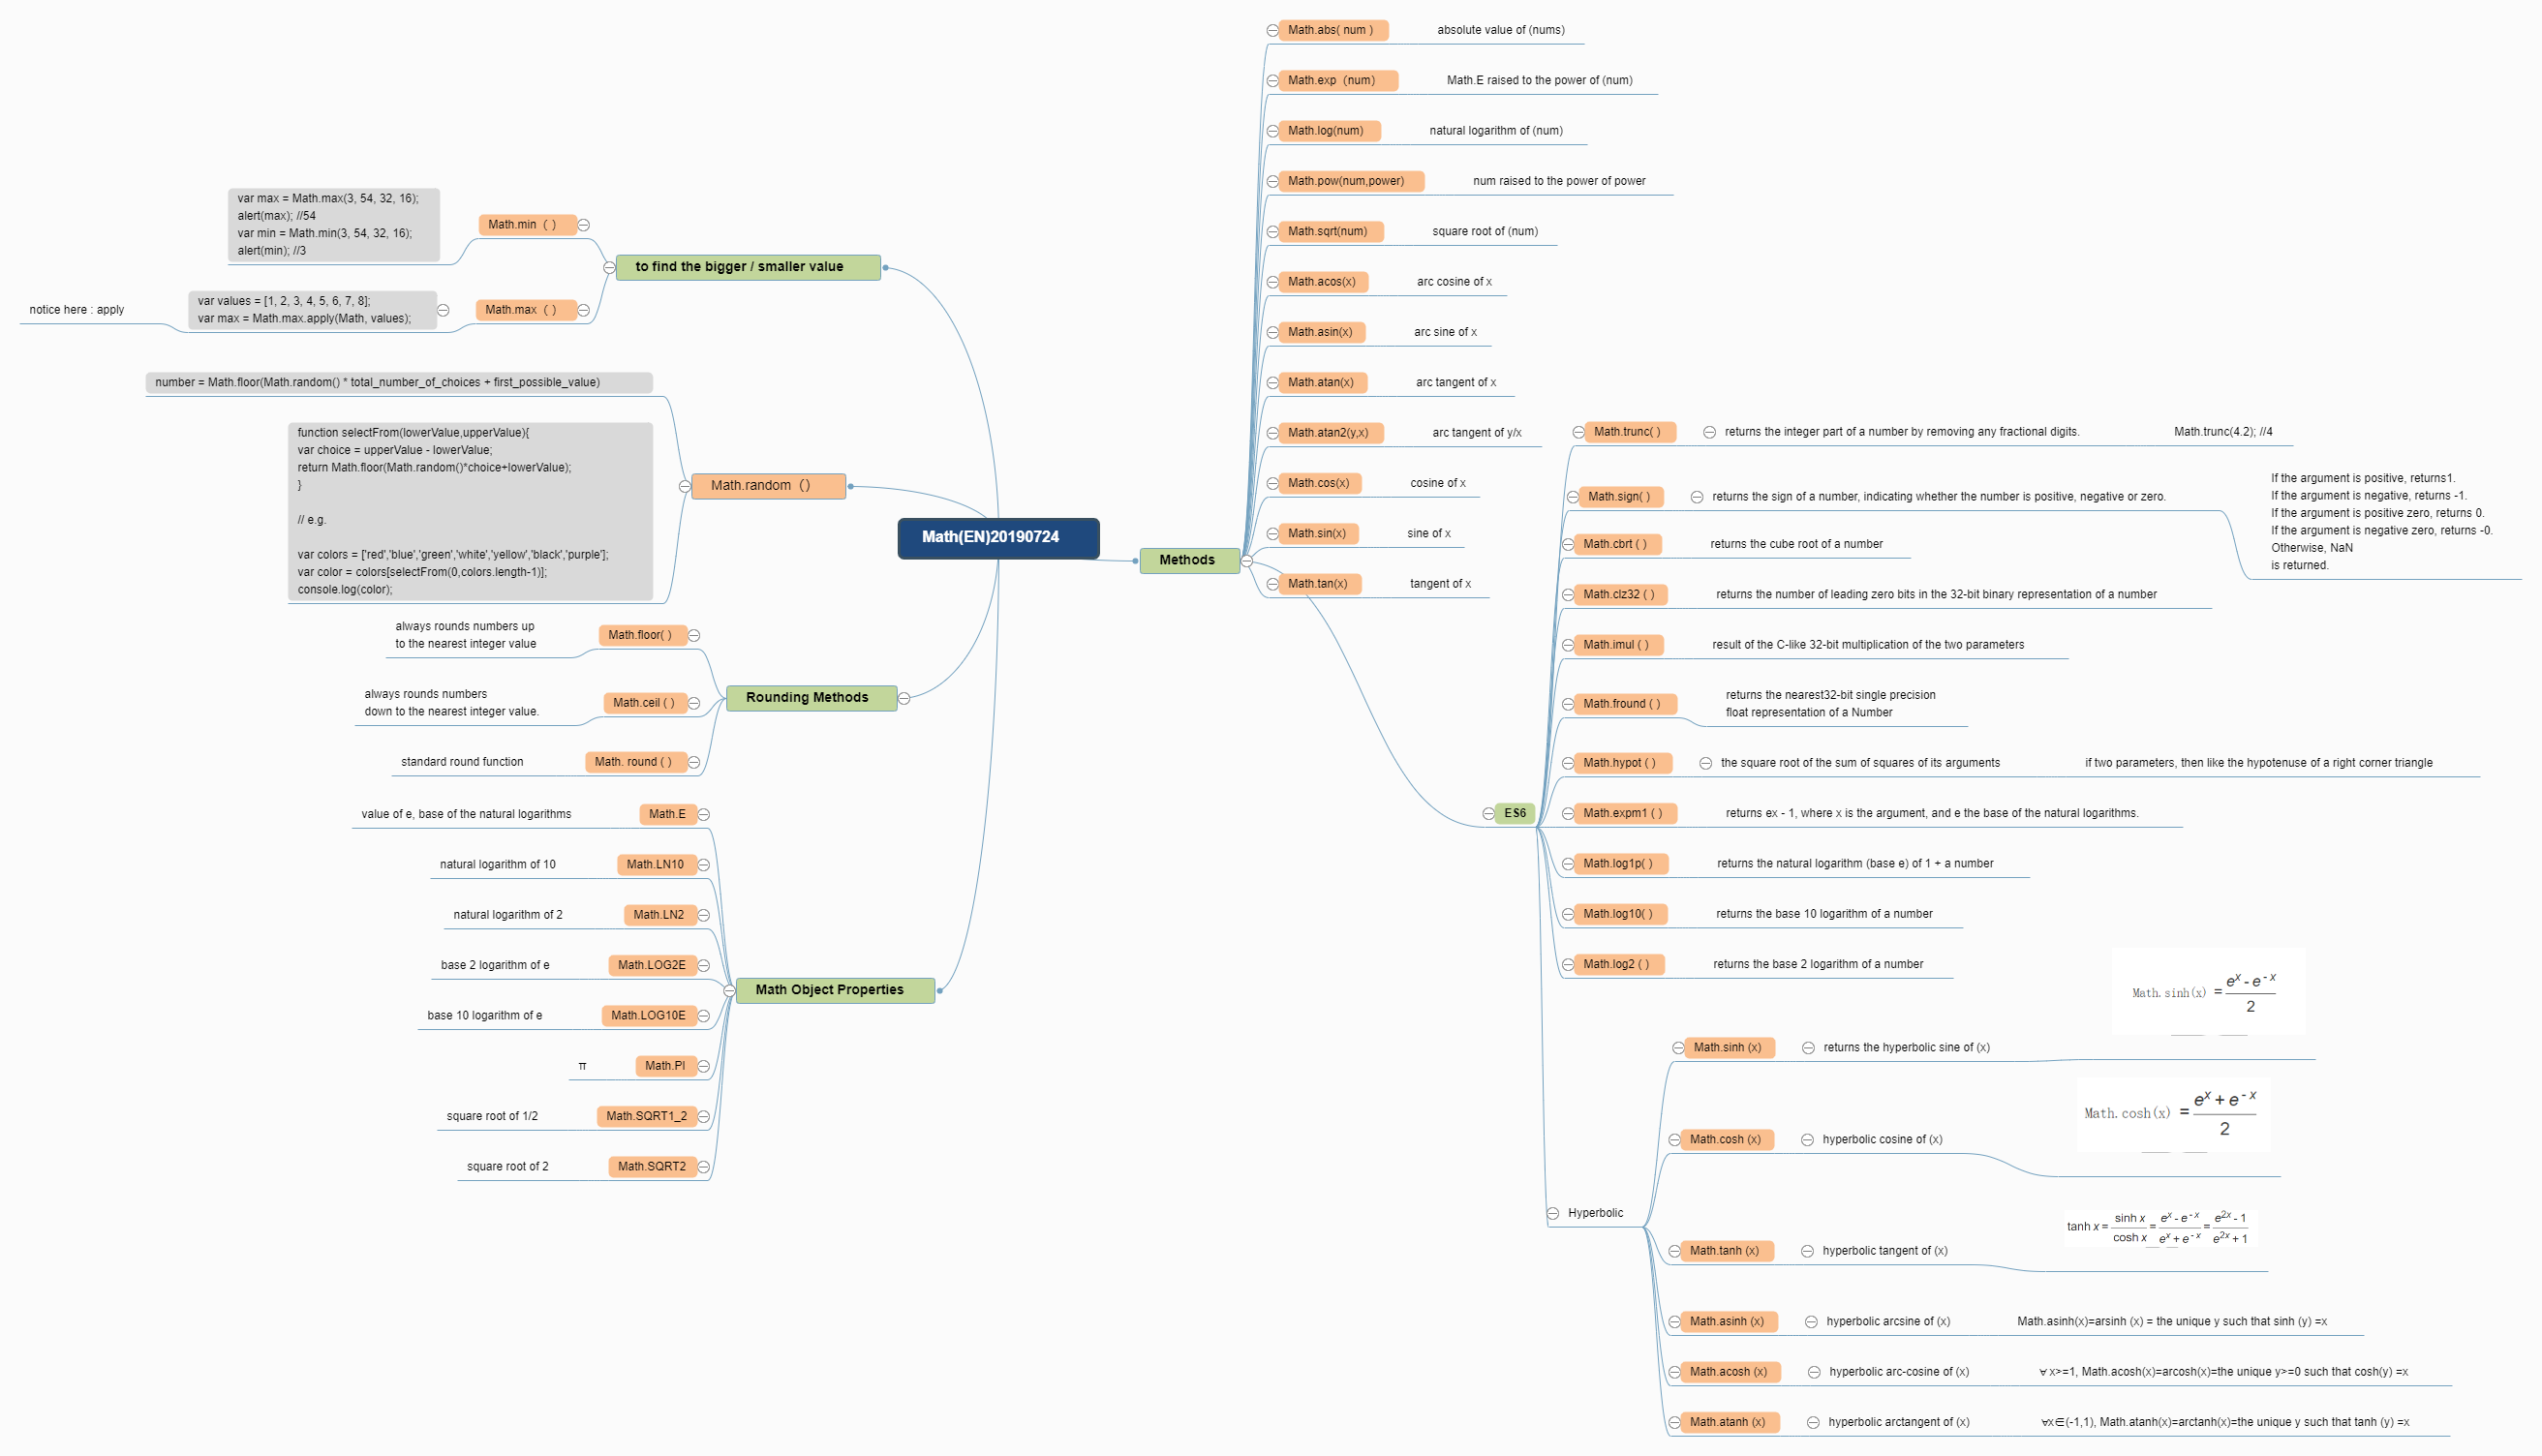 Math(EN)20190724
to find the bigger / smaller value
Math.min （ ）
var max = Math.max(3, 54, 32, 16);
alert(max); //54
var min = Math.min(3, 54, 32, 16);
alert(min); //3
Math.max （ ）
var values = [1, 2, 3, 4, 5, 6, 7, 8];
var max = Math.max.apply(Math, values);
notice here : apply
Math.random（）
number = Math.floor(Math.random() * total_number_of_choices + first_possible_value)
function selectFrom(lowerValue,upperValue){
var choice = upperValue - lowerValue;
return Math.floor(Math.random()*choice+lowerValue);
}
// e.g.
var colors = ['red','blue','green','white','yellow','black','purple'];
var color = colors[selectFrom(0,colors.length-1)];
console.log(color);
Rounding Methods
Math.floor( )
always rounds numbers up
to the nearest integer value
Math.ceil ( )
always rounds numbers
down to the nearest integer value.
Math. round ( )
standard round function
Math Object Properties
Math.E
value of e, base of the natural logarithms
Math.LN10
natural logarithm of 10
Math.LN2
natural logarithm of 2
Math.LOG2E
base 2 logarithm of e
Math.LOG10E
base 10 logarithm of e
Math.PI
π
Math.SQRT1_2
square root of 1/2
Math.SQRT2
square root of 2
Methods
Math.abs( num )
absolute value of (nums)
Math.exp（num）
Math.E raised to the power of (num)
Math.log(num)
natural logarithm of (num)
Math.pow(num,power)
num raised to the power of power
Math.sqrt(num)
square root of (num)
Math.acos(x)
arc cosine of x
Math.asin(x)
arc sine of x
Math.atan(x)
arc tangent of x
Math.atan2(y,x)
arc tangent of y/x
Math.cos(x)
cosine of x
Math.sin(x)
sine of x
Math.tan(x)
tangent of x
ES6
Math.trunc( )
returns the integer part of a number by removing any fractional digits.
Math.trunc(4.2); //4
Math.sign( )
returns the sign of a number, indicating whether the number is positive, negative or zero.
If the argument is positive, returns1.
If the argument is negative, returns -1.
If the argument is positive zero, returns 0.
If the argument is negative zero, returns -0.
Otherwise, NaN
is returned.
Math.cbrt ( )
returns the cube root of a number
Math.clz32 ( )
returns the number of leading zero bits in the 32-bit binary representation of a number
Math.imul ( )
result of the C-like 32-bit multiplication of the two parameters
Math.fround ( )
returns the nearest32-bit single precision
float representation of a Number
Math.hypot ( )
the square root of the sum of squares of its arguments
if two parameters, then like the hypotenuse of a right corner triangle
Math.expm1 ( )
returns ex - 1, where x is the argument, and e the base of the natural logarithms.
Math.log1p( )
returns the natural logarithm (base e) of 1 + a number
Math.log10( )
returns the base 10 logarithm of a number
Math.log2 ( )
returns the base 2 logarithm of a number
Hyperbolic
Math.sinh (x)
returns the hyperbolic sine of (x)
Math.sinh(x) = (e^x - e^-x) / 2
Math.cosh (x)
hyperbolic cosine of (x)
Math.cosh(x) = (e^x + e^-x) / 2
Math.tanh (x)
hyperbolic tangent of (x)
tanh x = sinh x / cosh x = (e^x - e^-x) / (e^x + e^-x) = (e^2x - 1) / (e^2x + 1)
Math.asinh (x)
hyperbolic arcsine of (x)
Math.asinh(x)=arsinh (x) = the unique y such that sinh (y) =x
Math.acosh (x)
hyperbolic arc-cosine of (x)
∀ x>=1, Math.acosh(x)=arcosh(x)=the unique y>=0 such that cosh(y) =x
Math.atanh (x)
hyperbolic arctangent of (x)
∀x∈(-1,1), Math.atanh(x)=arctanh(x)=the unique y such that tanh (y) =x